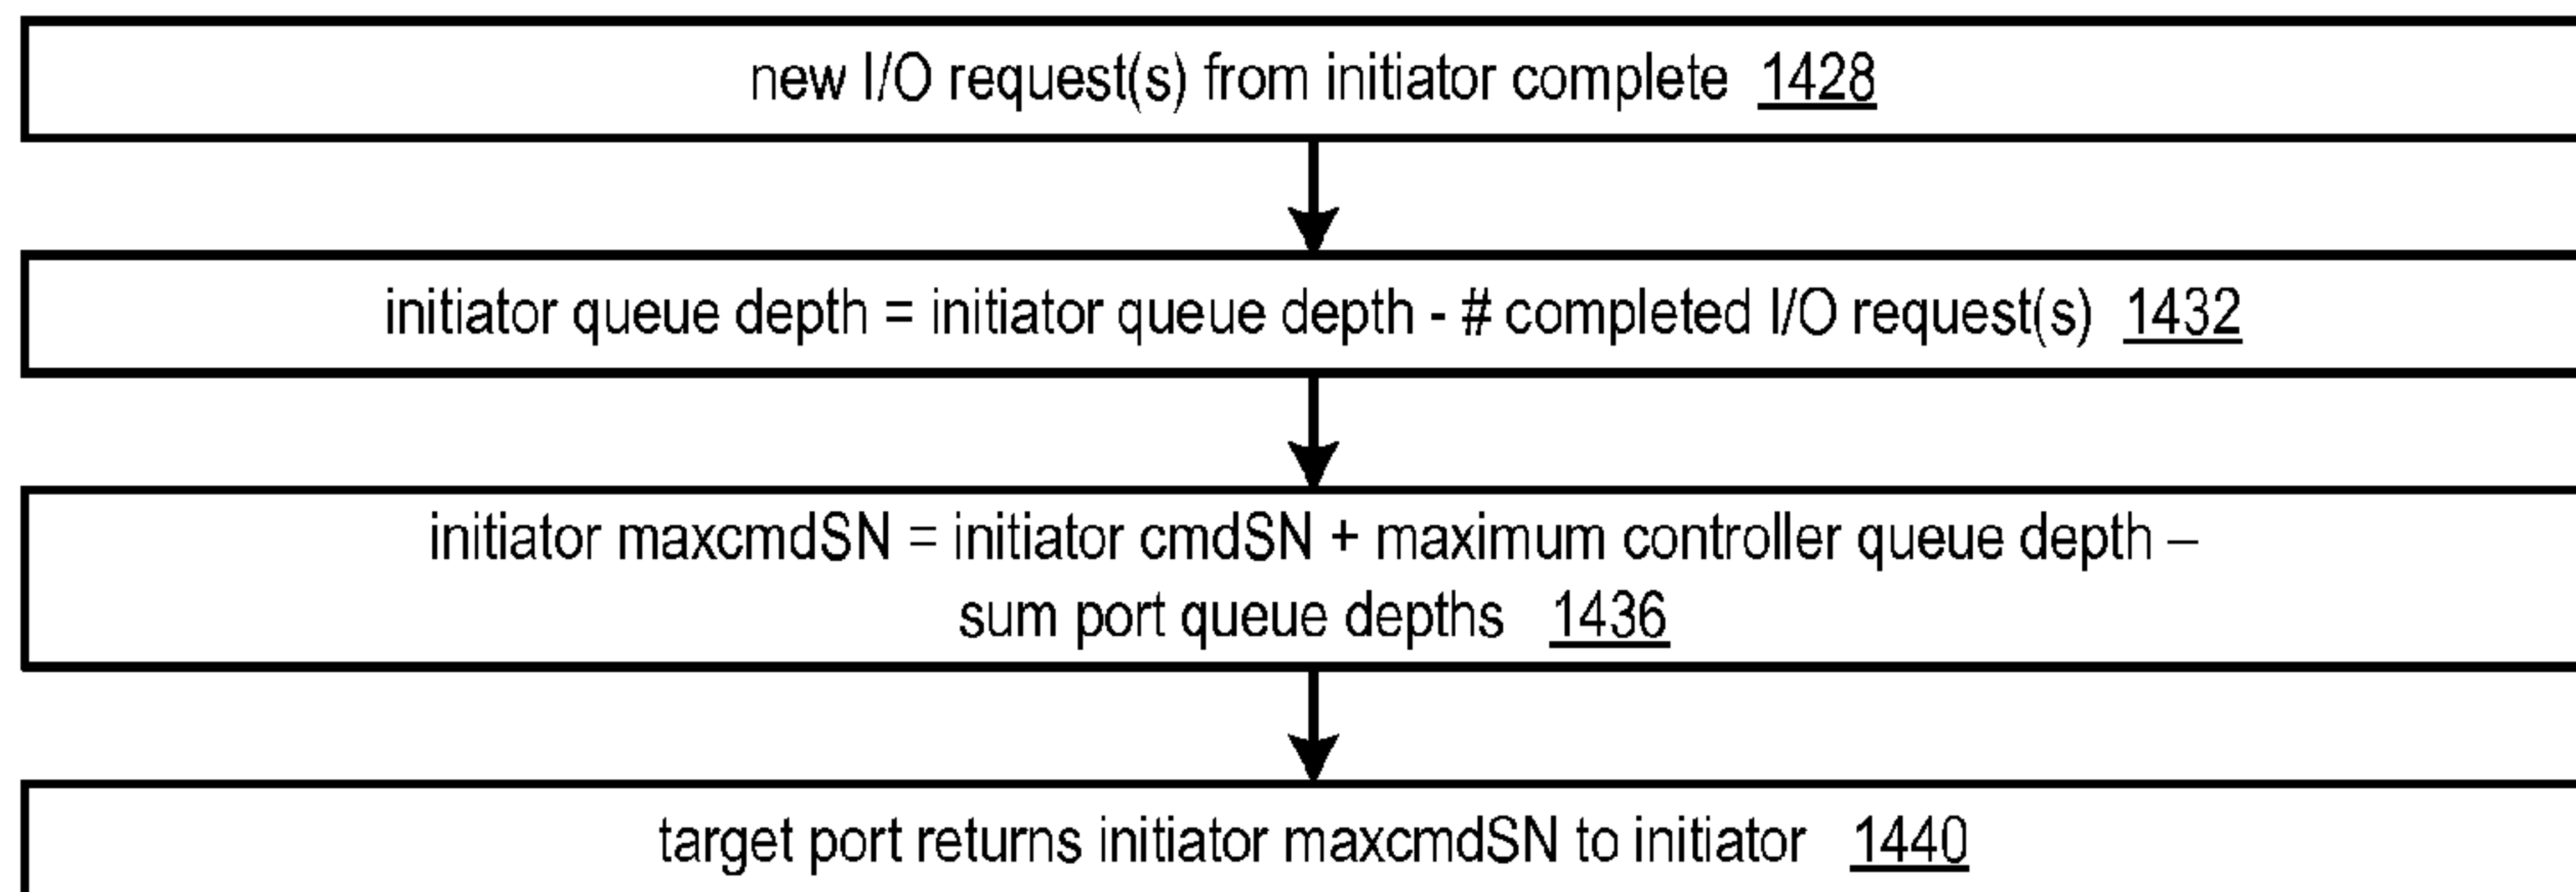 new I/O request(s) from initiator complete 1428
initiator queue depth = initiator queue depth - # completed I/O request(s) 1432
initiator maxcmdSN = initiator cmdSN + maximum controller queue depth –
sum port queue depths 1436
target port returns initiator maxcmdSN to initiator 1440